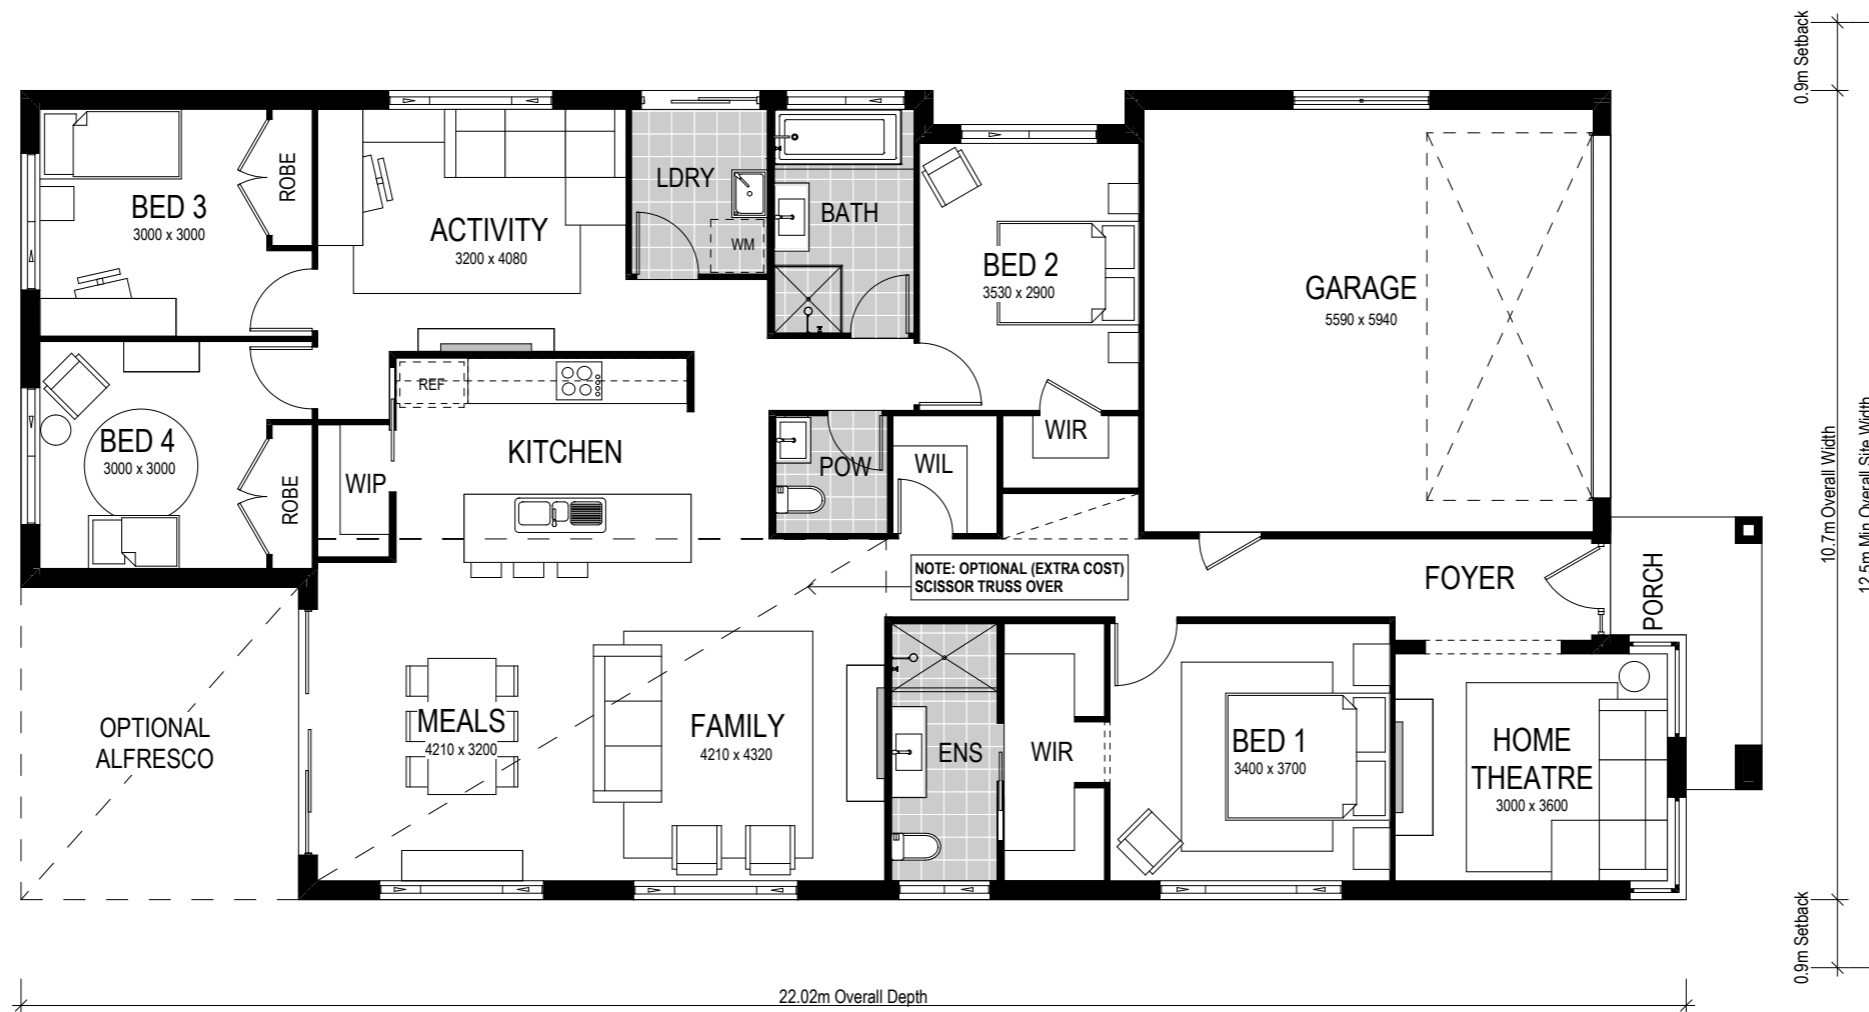 0.9m Setback
BED 3
3000 x 3000
ROBE
ACTIVITY
3200 x 4080
LDRY
WM
BATH
BED 2
3530 x 2900
GARAGE
5590 x 5940
REF
KITCHEN
BED 4
3000 x 3000
ROBE
WIP
POW
WIL
WIR
10.7m Overall Width
12.5m Min Overall Site Width
NOTE: OPTIONAL (EXTRA COST)
SCISSOR TRUSS OVER
FOYER
PORCH
OPTIONAL
ALFRESCO
MEALS
4210 x 3200
FAMILY
4210 x 4320
ENS
WIR
BED 1
3400 x 3700
HOME
THEATRE
3000 x 3600
0.9m Setback
22.02m Overall Depth